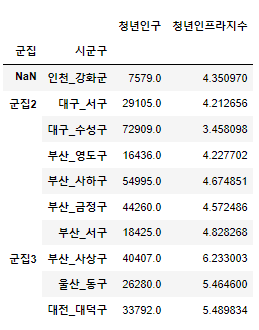 청년인구 청년인프라지수
군집 시군구
NaN 인천_강화군 7579.0 4.350970
군집2 대구_서구 29105.0 4.212656
대구_수성구 72909.0 3.458098
부산_영도구 16436.0 4.227702
부산_사하구 54995.0 4.674851
부산_금정구 44260.0 4.572486
부산_서구 18425.0 4.828268
군집3 부산_사상구 40407.0 6.233003
울산_동구 26280.0 5.464600
대전_대덕구 33792.0 5.489834